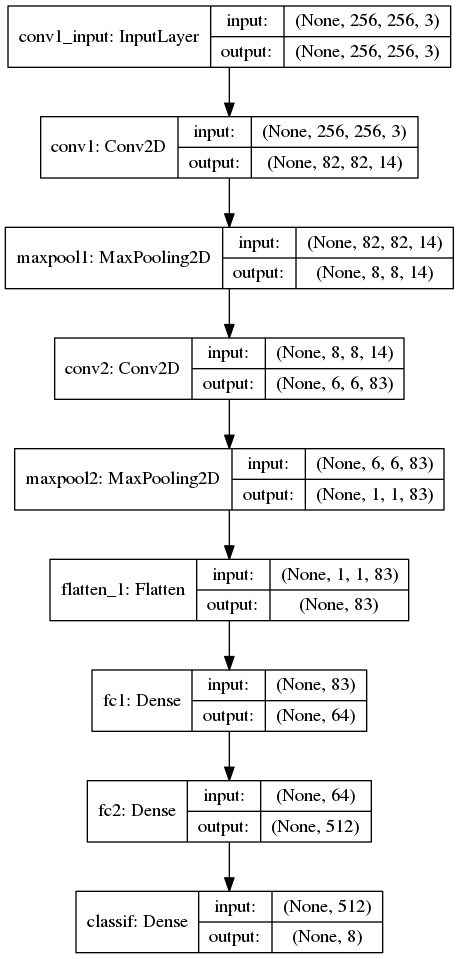 conv1_input: InputLayer
input: (None, 256, 256, 3)
output: (None, 256, 256, 3)
conv1: Conv2D
input: (None, 256, 256, 3)
output: (None, 82, 82, 14)
maxpool1: MaxPooling2D
input: (None, 82, 82, 14)
output: (None, 8, 8, 14)
conv2: Conv2D
input: (None, 8, 8, 14)
output: (None, 6, 6, 83)
maxpool2: MaxPooling2D
input: (None, 6, 6, 83)
output: (None, 1, 1, 83)
flatten_1: Flatten
input: (None, 1, 1, 83)
output: (None, 83)
fc1: Dense
input: (None, 83)
output: (None, 64)
fc2: Dense
input: (None, 64)
output: (None, 512)
classif: Dense
input: (None, 512)
output: (None, 8)